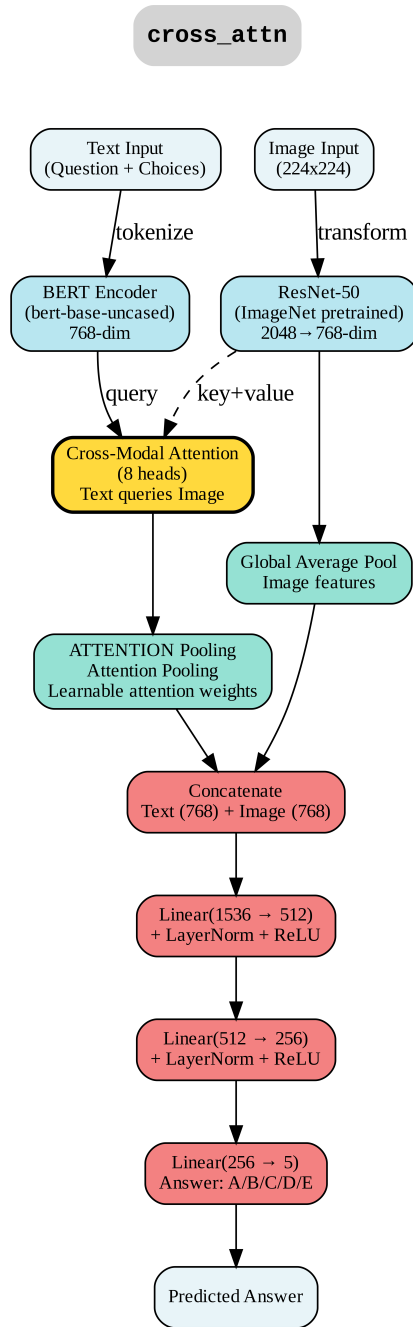 cross_attn
Text Input
(Question + Choices)
Image Input
(224x224)
tokenize
transform
BERT Encoder
(bert-base-uncased)
768-dim
ResNet-50
(ImageNet pretrained)
2048→768-dim
query
key+value
Cross-Modal Attention
(8 heads)
Text queries Image
Global Average Pool
Image features
ATTENTION Pooling
Attention Pooling
Learnable attention weights
Concatenate
Text (768) + Image (768)
Linear(1536 → 512)
+ LayerNorm + ReLU
Linear(512 → 256)
+ LayerNorm + ReLU
Linear(256 → 5)
Answer: A/B/C/D/E
Predicted Answer